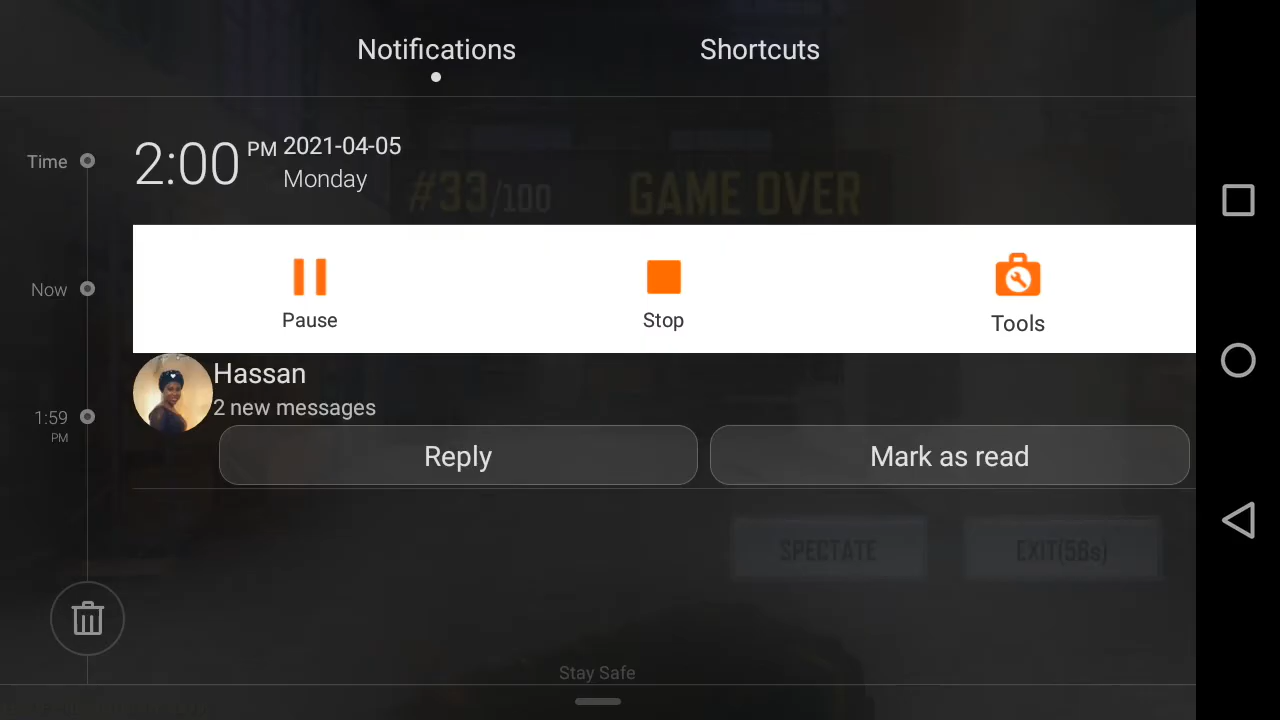 Notifications
Shortcuts
Time
2:00 PM 2021-04-05
Monday
#33/100 GAME OVER
Now
Pause
Stop
Tools
Hassan
2 new messages
1:59
PM
Reply
Mark as read
SPECTATE
EXIT(58s)
Stay Safe